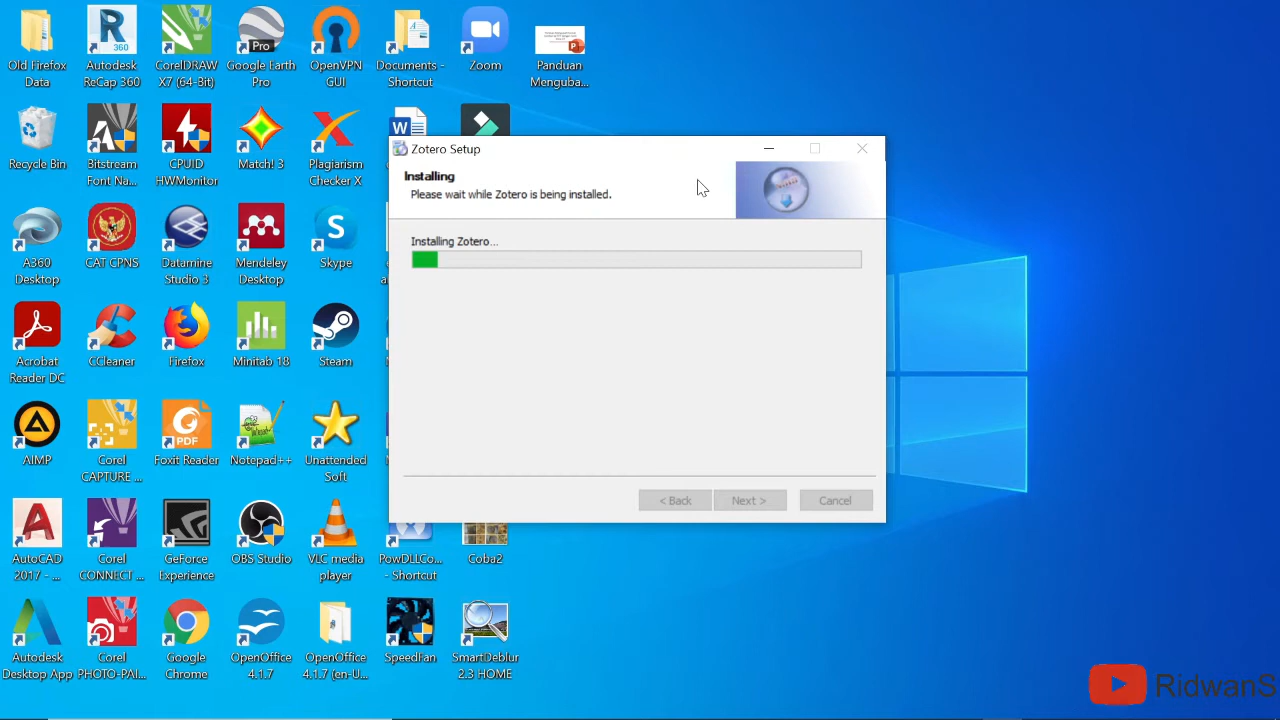 Old Firefox
Data
Autodesk
ReCap 360
CorelDRAW
X7 (64-Bit)
Google Earth
Pro
OpenVPN
GUI
Documents -
Shortcut
Zoom
Panduan
Menguba...
Recycle Bin
Bitstream
Font Na...
CPUID
HWMonitor
Match! 3
Plagiarism
Checker X
A360
Desktop
CAT CPNS
Datamine
Studio 3
Mendeley
Desktop
Skype
Acrobat
Reader DC
CCleaner
Firefox
Minitab 18
Steam
AIMP
Corel
CAPTURE ...
Foxit Reader
Notepad++
Unattended
Soft
AutoCAD
2017 - ...
Corel
CONNECT ...
GeForce
Experience
OBS Studio
VLC media
player
PowDLLCo...
- Shortcut
Coba2
Autodesk
Desktop App
Corel
PHOTO-PAI...
Google
Chrome
OpenOffice
4.1.7
OpenOffice
4.1.7 (en-U...
SpeedFan
SmartDeblur
2.3 HOME
Zotero Setup
Installing
Please wait while Zotero is being installed.
Installing Zotero...
< Back
Next >
Cancel
RidwanS